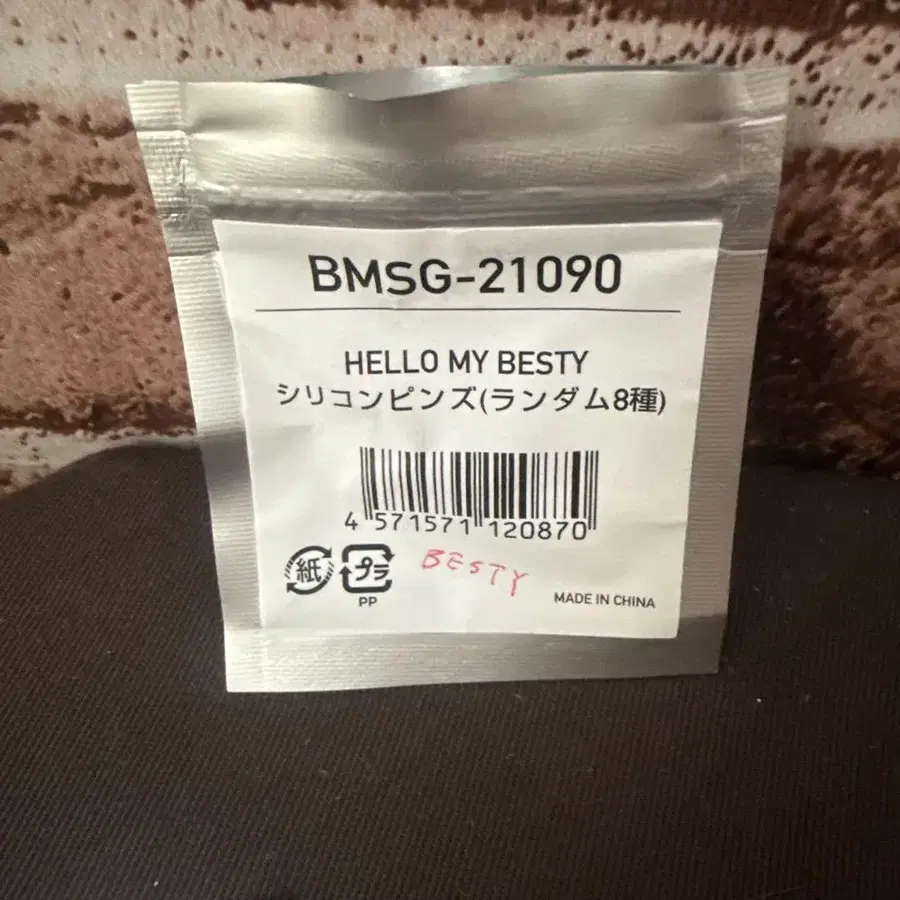 BMSG-21090
HELLO MY BESTY
シリコンピンズ(ランダム8種)
4 571571 120870
紙 プラ BESTY
PP MADE IN CHINA